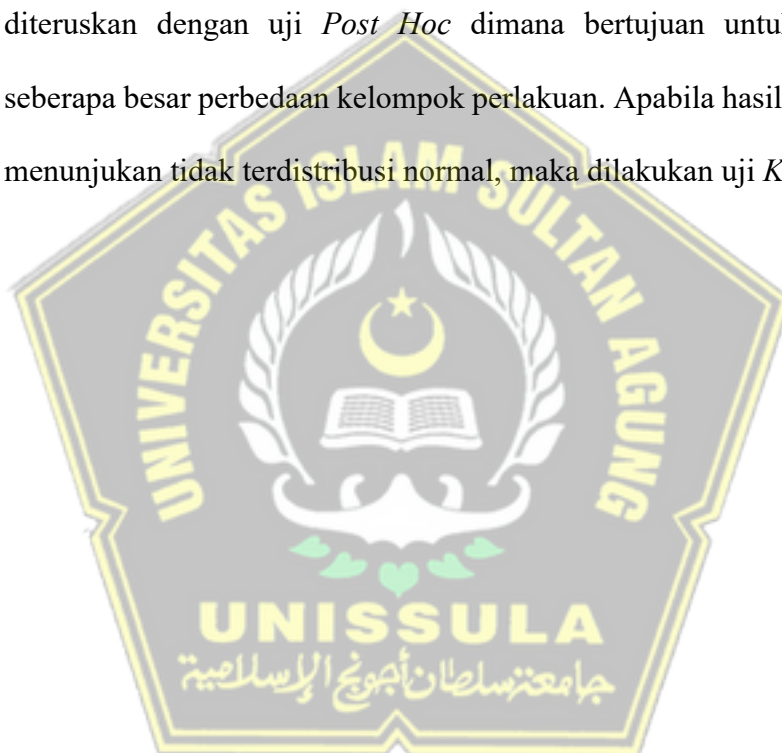 diteruskan dengan uji Post Hoc dimana bertujuan
seberapa besar perbedaan kelompok perlakuan. Apabila hasil
menunjukan tidak terdistribusi normal, maka dilakukan uji
UNIVERSITAS ISLAM SULTAN AGUNG
UNISSULA
جامعة سلطان أجونج الإسلامية